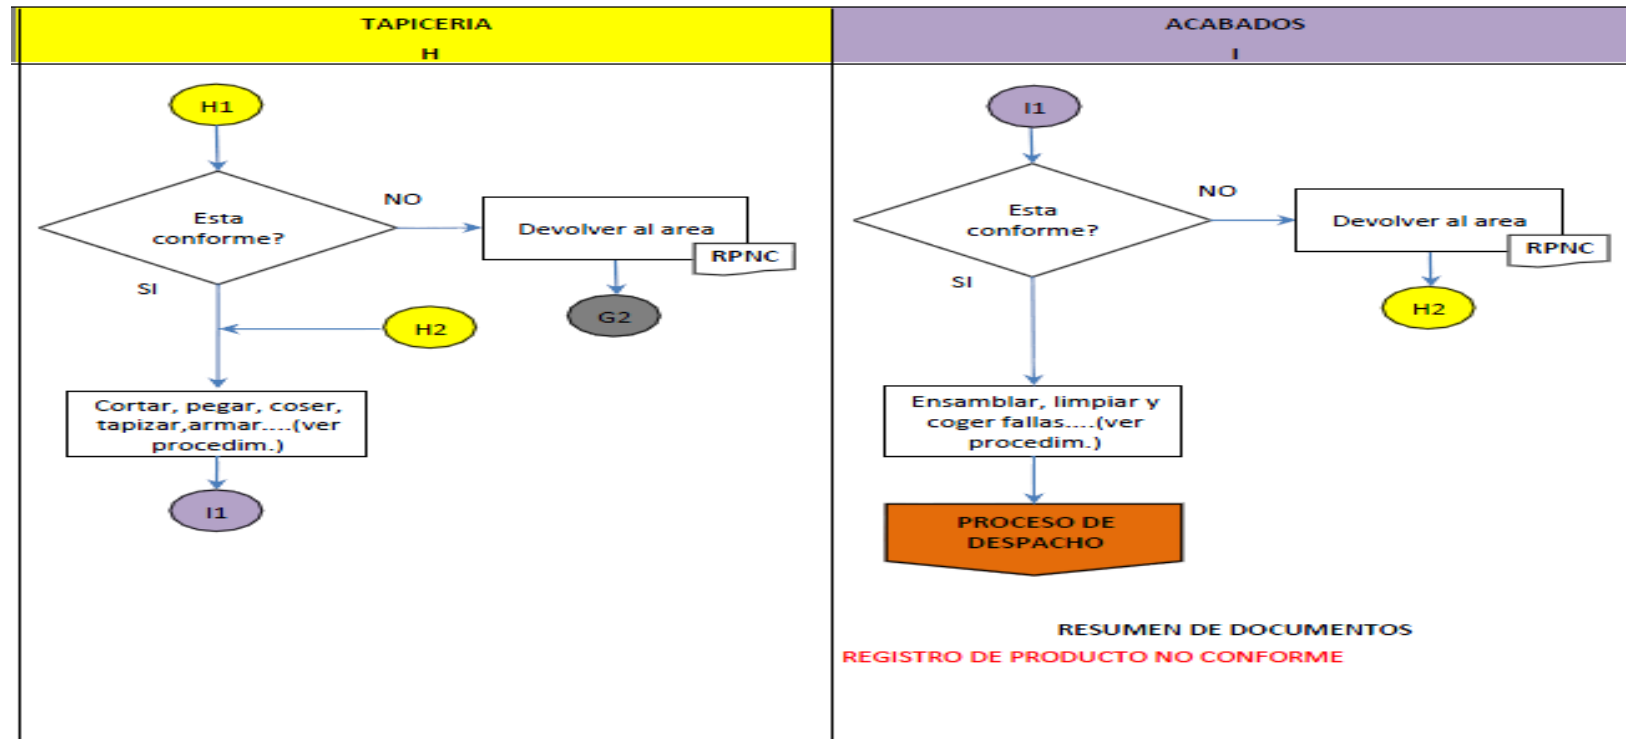 TAPICERIA
H
H1
Esta
conforme?
NO
SI
Devolver al area
RPNC
G2
H2
Cortar, pegar, coser,
tapizar,armar....(ver
procedim.)
I1
ACABADOS
I
I1
Esta
conforme?
NO
SI
Devolver al area
RPNC
H2
Ensamblar, limpiar y
coger fallas....(ver
procedim.)
PROCESO DE
DESPACHO
RESUMEN DE DOCUMENTOS
REGISTRO DE PRODUCTO NO CONFORME